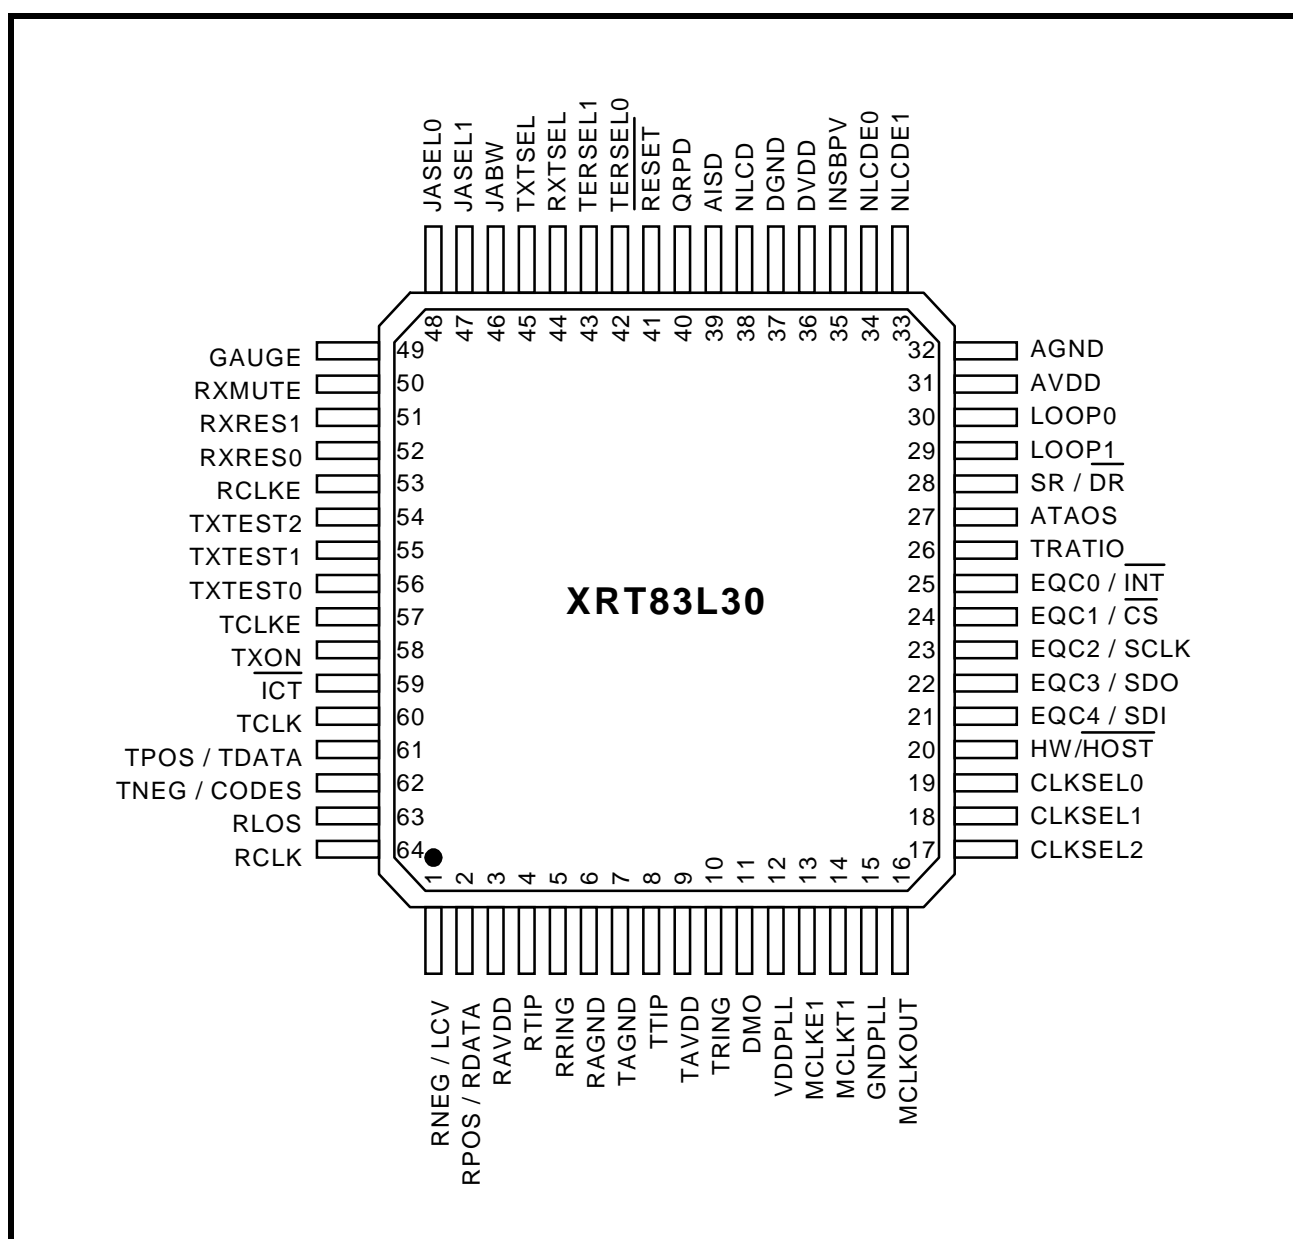 JASEL0
JASEL1
JABW
TXTSEL
RXTSEL
TERSEL1
TERSEL0
RESET
QRPD
AISD
NLCD
DGND
DVDD
INSBPV
NLCDE0
NLCDE1
48
47
46
45
44
43
42
41
40
39
38
37
36
35
34
33
GAUGE 49
RXMUTE 50
RXRES1 51
RXRES0 52
RCLKE 53
TXTEST2 54
TXTEST1 55
TXTEST0 56
TCLKE 57
TXON 58
ICT 59
TCLK 60
TPOS / TDATA 61
TNEG / CODES 62
RLOS 63
RCLK 64
XRT83L30
32 AGND
31 AVDD
30 LOOP0
29 LOOP1
28 SR / DR
27 ATAOS
26 TRATIO
25 EQC0 / INT
24 EQC1 / CS
23 EQC2 / SCLK
22 EQC3 / SDO
21 EQC4 / SDI
20 HW/HOST
19 CLKSEL0
18 CLKSEL1
17 CLKSEL2
1
2
3
4
5
6
7
8
9
10
11
12
13
14
15
16
RNEG / LCV
RPOS / RDATA
RAVDD
RTIP
RRING
RAGND
TAGND
TTIP
TAVDD
TRING
DMO
VDDPLL
MCLKE1
MCLKT1
GNDPLL
MCLKOUT